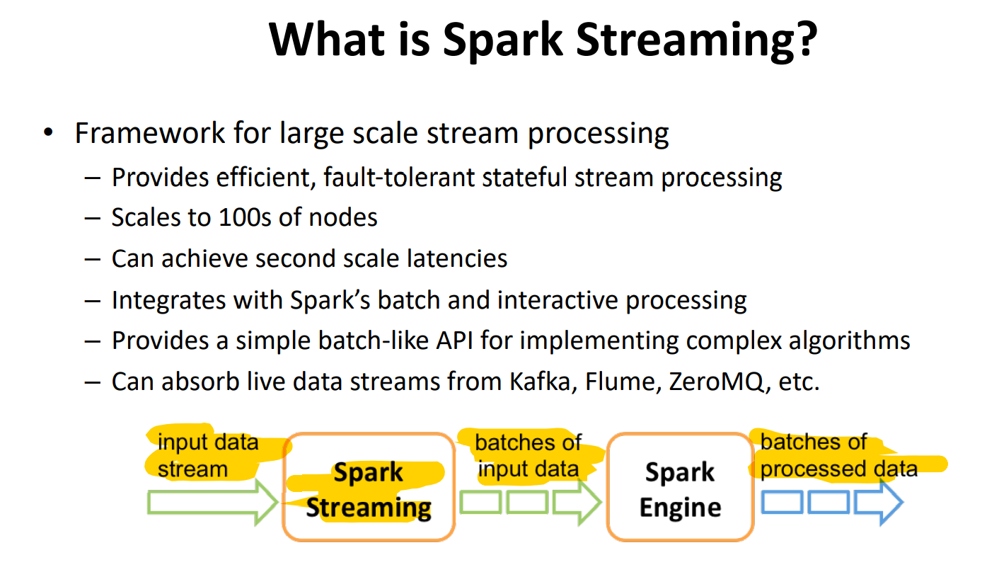 What is Spark Streaming?
• Framework for large scale stream processing
– Provides efficient, fault-tolerant stateful stream processing
– Scales to 100s of nodes
– Can achieve second scale latencies
– Integrates with Spark’s batch and interactive processing
– Provides a simple batch-like API for implementing complex algorithms
– Can absorb live data streams from Kafka, Flume, ZeroMQ, etc.
input data
stream
Spark
Streaming
batches of
input data
Spark
Engine
batches of
processed data